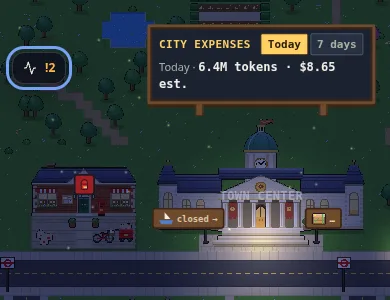 CITY EXPENSES Today 7 days
Today · 6.4M tokens · $8.65
est.
!2
TOWN CENTER
closed →
…